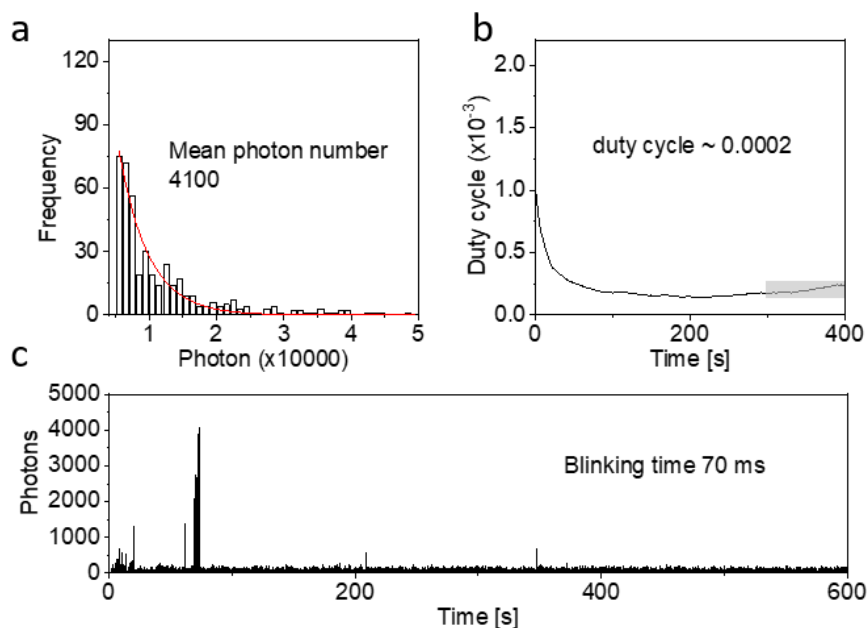 a
Frequency
120
90
60
30
0
Mean photon number
4100
1 2 3 4 5
Photon (x10000)
b
Duty cycle (x10⁻³)
2.0
1.5
1.0
0.5
0.0
duty cycle ~ 0.0002
0 200 400
Time [s]
c
Photons
5000
4000
3000
2000
1000
0
Blinking time 70 ms
0 200 400 600
Time [s]